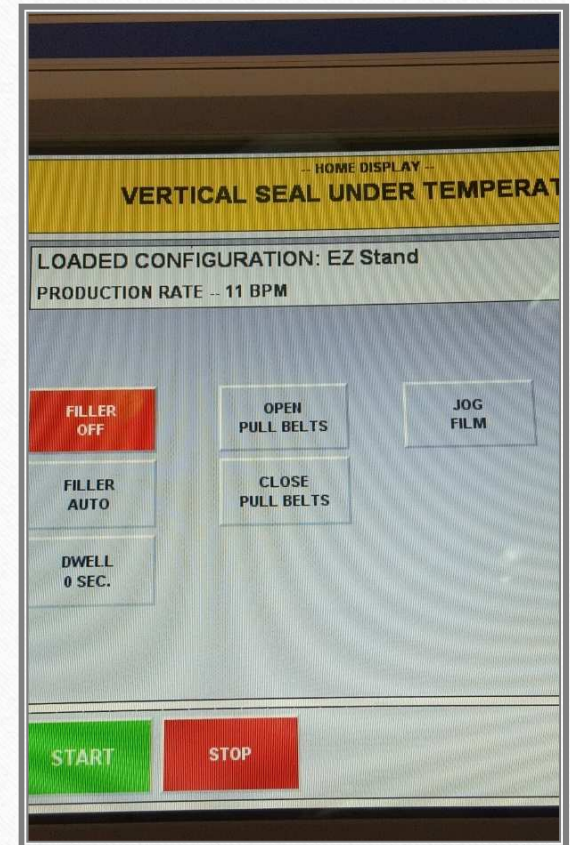 -- HOME DISPLAY --
VERTICAL SEAL UNDER TEMPERAT
LOADED CONFIGURATION: EZ Stand
PRODUCTION RATE -- 11 BPM
FILLER
OFF
OPEN
PULL BELTS
JOG
FILM
FILLER
AUTO
CLOSE
PULL BELTS
DWELL
0 SEC.
START
STOP